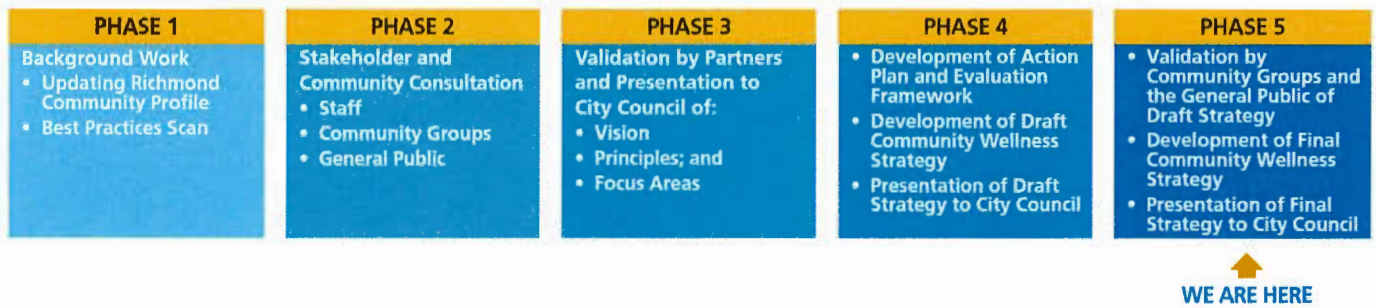 PHASE 1
Background Work
• Updating Richmond
Community Profile
• Best Practices Scan
PHASE 2
Stakeholder and
Community Consultation
• Staff
• Community Groups
• General Public
PHASE 3
Validation by Partners
and Presentation to
City Council of:
• Vision
• Principles; and
• Focus Areas
PHASE 4
• Development of Action
Plan and Evaluation
Framework
• Development of Draft
Community Wellness
Strategy
• Presentation of Draft
Strategy to City Council
PHASE 5
• Validation by
Community Groups and
the General Public of
Draft Strategy
• Development of Final
Community Wellness
Strategy
• Presentation of Final
Strategy to City Council
WE ARE HERE